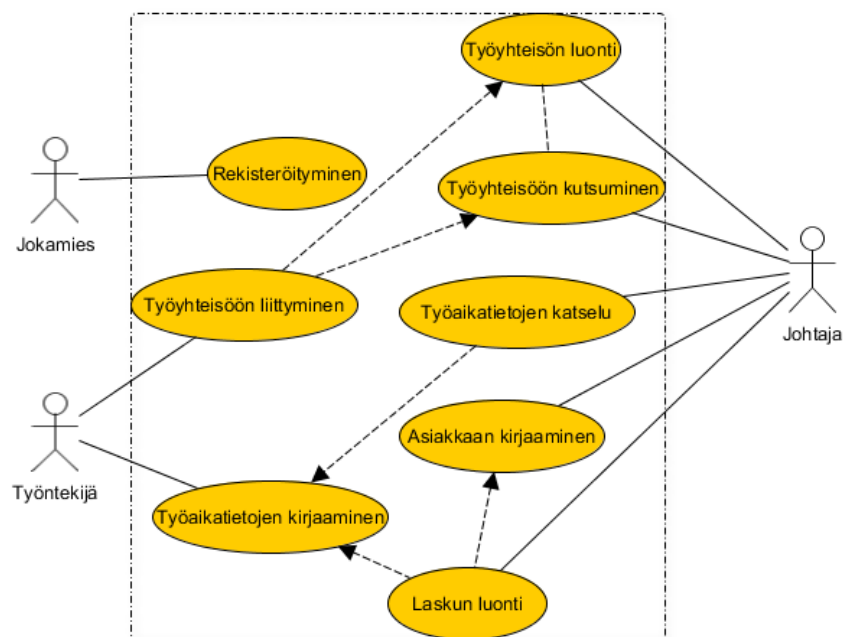 Työyhteisön luonti
Rekisteröityminen
Työyhteisöön kutsuminen
Jokamies
Työyhteisöön liittyminen
Työaikatietojen katselu
Johtaja
Asiakkaan kirjaaminen
Työntekijä
Työaikatietojen kirjaaminen
Laskun luonti